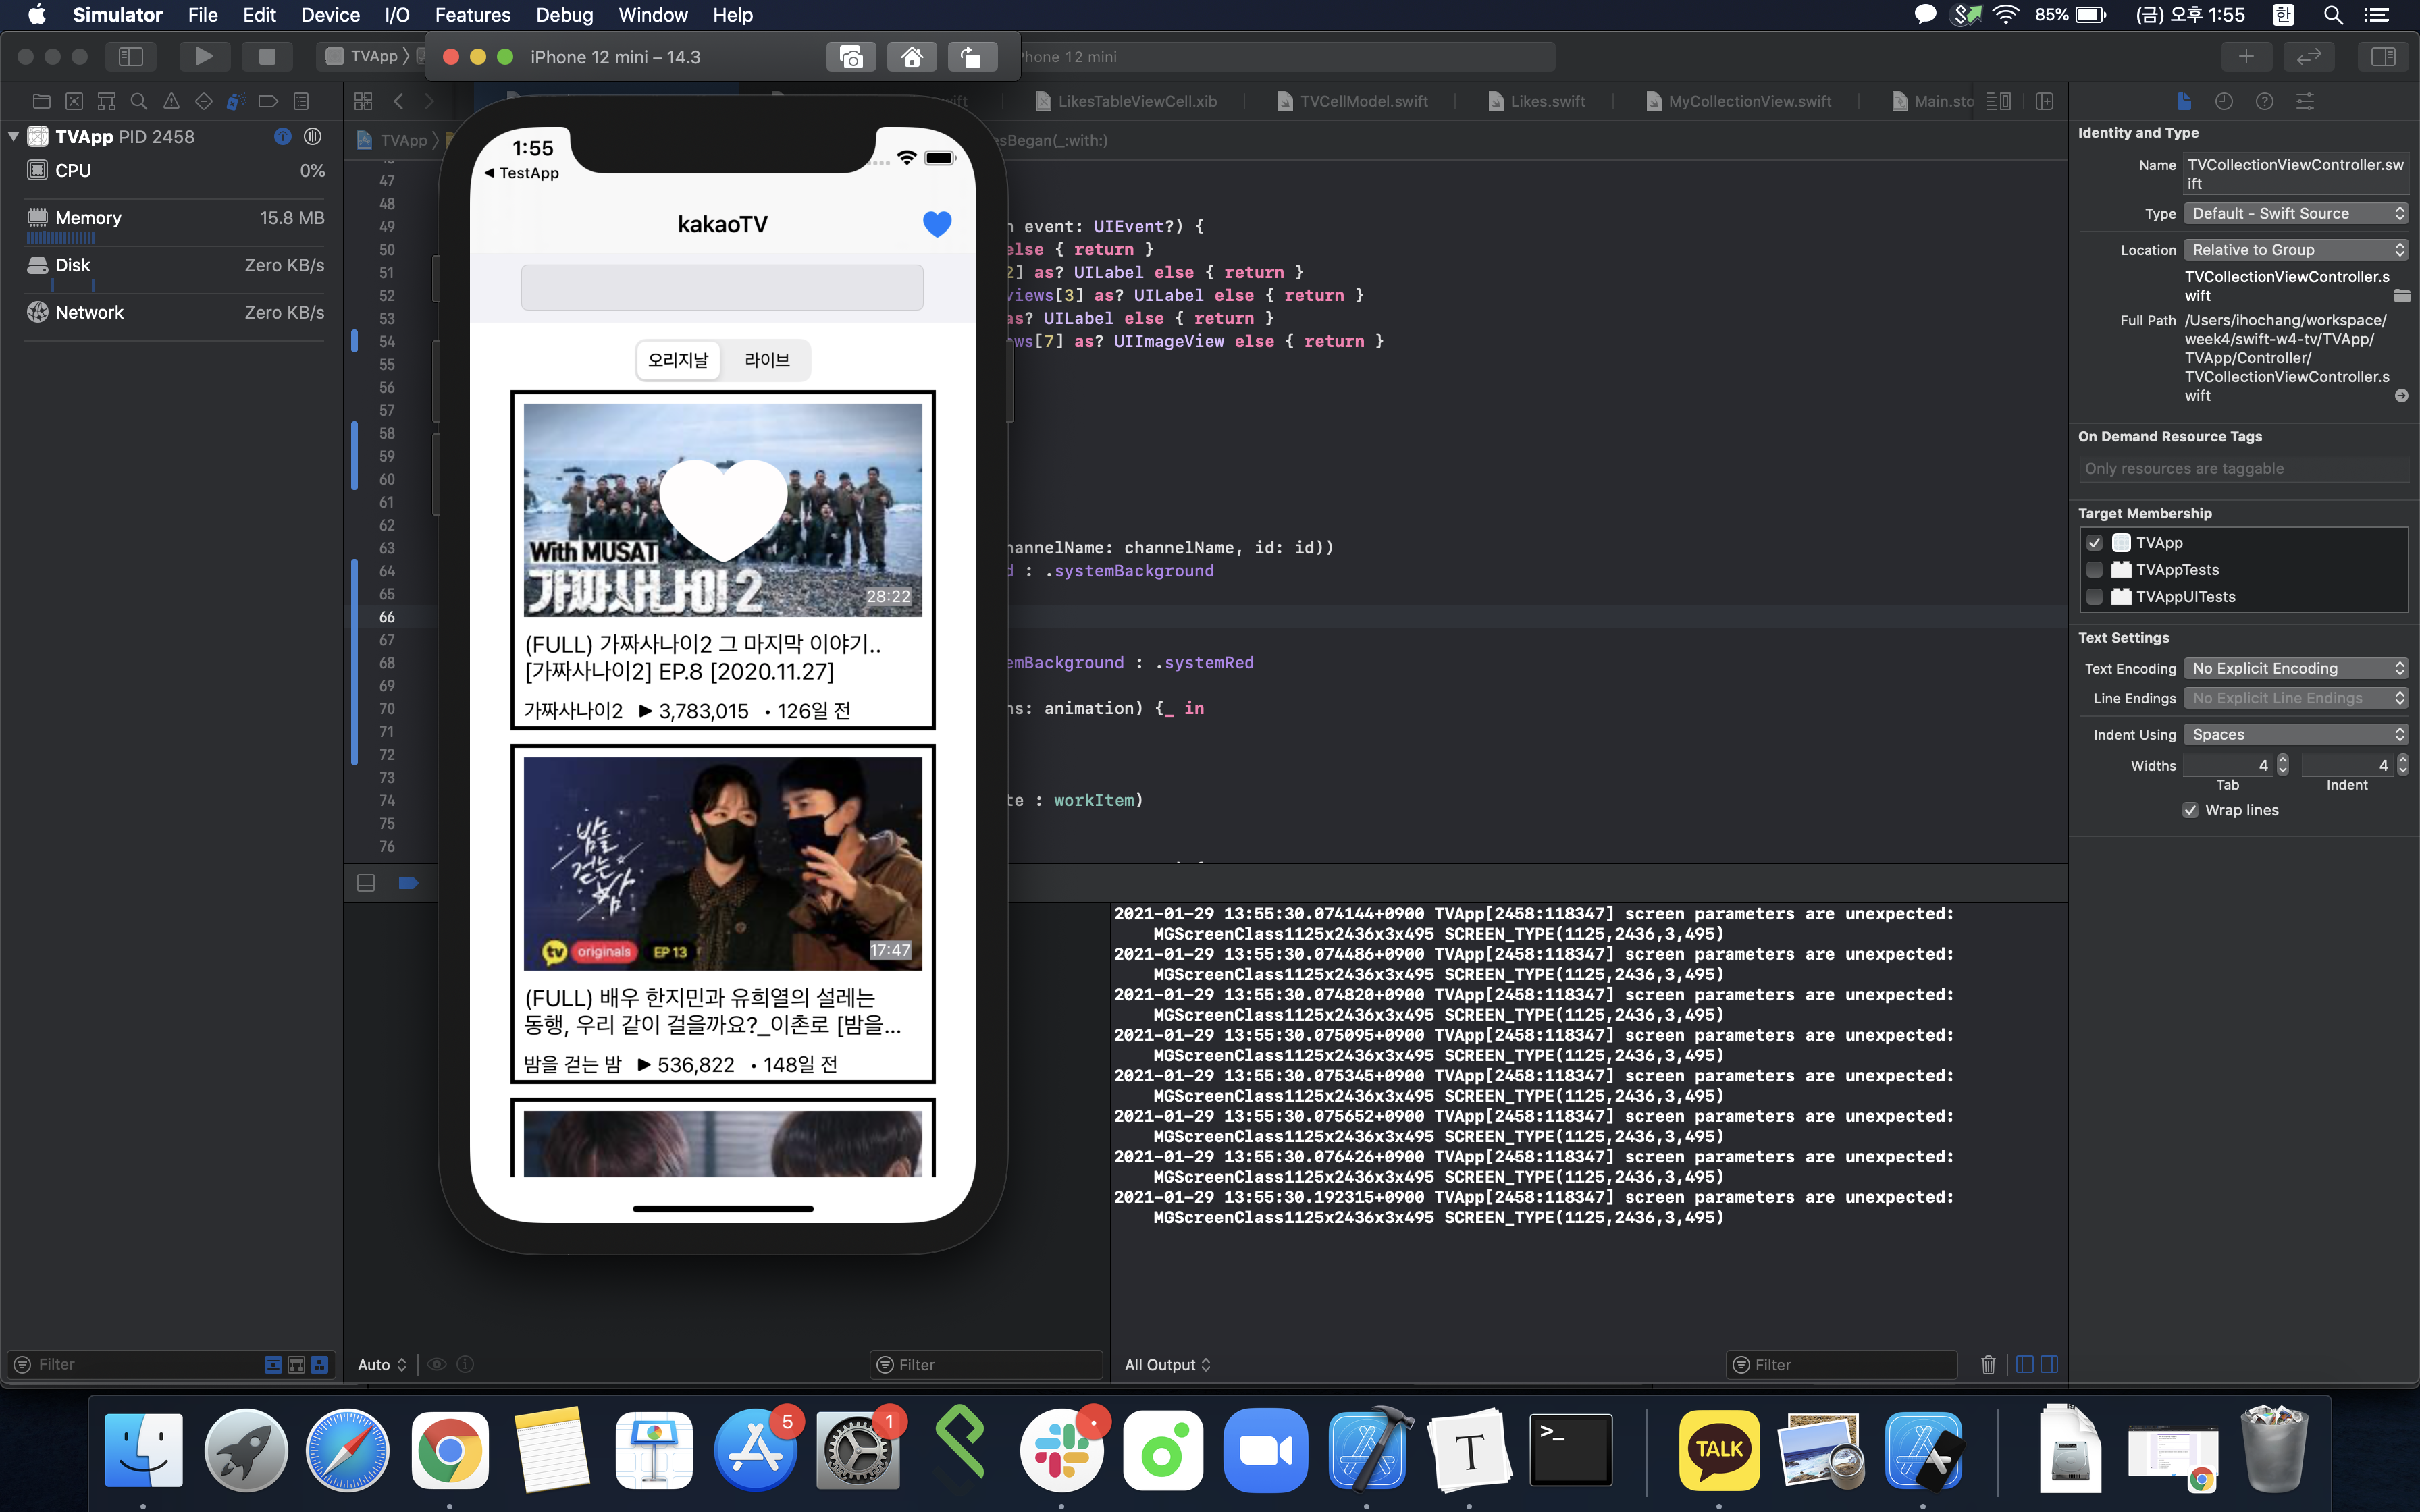 Simulator File Edit Device I/O Features Debug Window Help
85% (금) 오후 1:55 한
TVApp
iPhone 12 mini – 14.3
hone 12 mini
swift LikesTableViewCell.xib TVCellModel.swift Likes.swift MyCollectionView.swift Main.sto
TVApp PID 2458
CPU 0%
Memory 15.8 MB
Disk Zero KB/s
Network Zero KB/s
Filter
TVApp
sBegan(_:with:)
47
48
49 event: UIEvent?) {
50 else { return }
51 2] as? UILabel else { return }
52 views[3] as? UILabel else { return }
53 as? UILabel else { return }
54 ws[7] as? UIImageView else { return }
55
56
57
58
59
60
61
62
63 hannelName: channelName, id: id))
64 : .systemBackground
65
66
67
68 emBackground : .systemRed
69
70 ns: animation) {_ in
71
72
73
74 te : workItem)
75
76
1:55
◀ TestApp
kakaoTV
오리지날 라이브
With MUSAT
가짜사나이 2
28:22
(FULL) 가짜사나이2 그 마지막 이야기..
[가짜사나이2] EP.8 [2020.11.27]
가짜사나이2 ▶ 3,783,015 • 126일 전
밤을
걷는
밤
tv originals EP 13
17:47
(FULL) 배우 한지민과 유희열의 설레는
동행, 우리 같이 걸을까요?_이촌로 [밤을...
밤을 걷는 밤 ▶ 536,822 • 148일 전
2021-01-29 13:55:30.074144+0900 TVApp[2458:118347] screen parameters are unexpected:
MGScreenClass1125x2436x3x495 SCREEN_TYPE(1125,2436,3,495)
2021-01-29 13:55:30.074486+0900 TVApp[2458:118347] screen parameters are unexpected:
MGScreenClass1125x2436x3x495 SCREEN_TYPE(1125,2436,3,495)
2021-01-29 13:55:30.074820+0900 TVApp[2458:118347] screen parameters are unexpected:
MGScreenClass1125x2436x3x495 SCREEN_TYPE(1125,2436,3,495)
2021-01-29 13:55:30.075095+0900 TVApp[2458:118347] screen parameters are unexpected:
MGScreenClass1125x2436x3x495 SCREEN_TYPE(1125,2436,3,495)
2021-01-29 13:55:30.075345+0900 TVApp[2458:118347] screen parameters are unexpected:
MGScreenClass1125x2436x3x495 SCREEN_TYPE(1125,2436,3,495)
2021-01-29 13:55:30.075652+0900 TVApp[2458:118347] screen parameters are unexpected:
MGScreenClass1125x2436x3x495 SCREEN_TYPE(1125,2436,3,495)
2021-01-29 13:55:30.076426+0900 TVApp[2458:118347] screen parameters are unexpected:
MGScreenClass1125x2436x3x495 SCREEN_TYPE(1125,2436,3,495)
2021-01-29 13:55:30.192315+0900 TVApp[2458:118347] screen parameters are unexpected:
MGScreenClass1125x2436x3x495 SCREEN_TYPE(1125,2436,3,495)
Auto Filter
All Output Filter
Identity and Type
Name TVCollectionViewController.sw
ift
Type Default - Swift Source
Location Relative to Group
TVCollectionViewController.s
wift
Full Path /Users/ihochang/workspace/
week4/swift-w4-tv/TVApp/
TVApp/Controller/
TVCollectionViewController.s
wift
On Demand Resource Tags
Only resources are taggable
Target Membership
TVApp
TVAppTests
TVAppUITests
Text Settings
Text Encoding No Explicit Encoding
Line Endings No Explicit Line Endings
Indent Using Spaces
Widths 4 4
Tab Indent
Wrap lines
5
1
T
>_
TALK